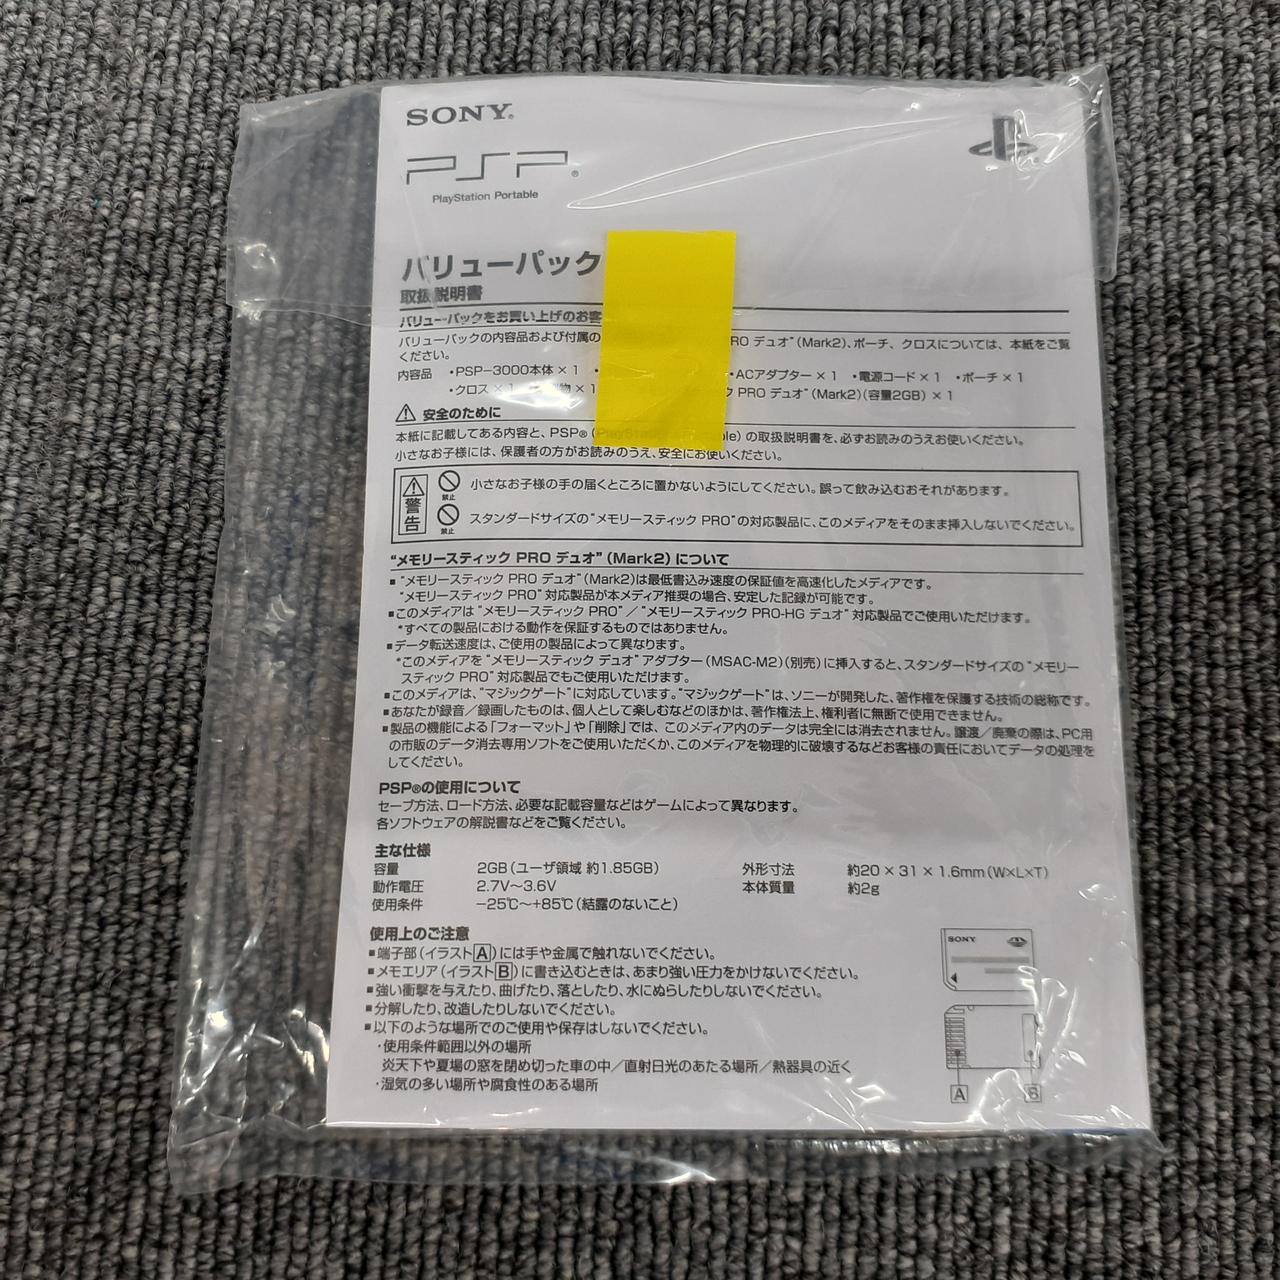 SONY®
PSP®
PlayStation Portable
バリューパック
取扱説明書
バリューパックをお買い上げのお客
バリューパックの内容品および付属の RO デュオ”(Mark2)、ポーチ、クロスについては、本紙をご覧
ください。
内容品 •PSP-3000本体×1 •ACアダプター×1 •電源コード×1 •ポーチ×1
•クロス×1 物×1 ク PRO デュオ”(Mark2)(容量2GB)×1
安全のために
本紙に記載してある内容と、PSP®(PlayStation able)の取扱説明書を、必ずお読みのうえお使いください。
小さなお子様には、保護者の方がお読みのうえ、安全にお使いください。
警告
禁止 小さなお子様の手の届くところに置かないようにしてください。誤って飲み込むおそれがあります。
禁止 スタンダードサイズの“メモリースティック PRO”の対応製品に、このメディアをそのまま挿入しないでください。
“メモリースティック PRO デュオ”(Mark2)について
■“メモリースティック PRO デュオ”(Mark2)は最低書込み速度の保証値を高速化したメディアです。
“メモリースティック PRO”対応製品が本メディア推奨の場合、安定した記録が可能です。
■このメディアは“メモリースティック PRO”／“メモリースティック PRO-HG デュオ”対応製品でご使用いただけます。
*すべての製品における動作を保証するものではありません。
■データ転送速度は、ご使用の製品によって異なります。
*このメディアを“メモリースティック デュオ”アダプター(MSAC-M2)(別売)に挿入すると、スタンダードサイズの“メモリー
スティック PRO”対応製品でもご使用いただけます。
■このメディアは、“マジックゲート”に対応しています。“マジックゲート”は、ソニーが開発した、著作権を保護する技術の総称です。
■あなたが録音／録画したものは、個人として楽しむなどのほかは、著作権法上、権利者に無断で使用できません。
■製品の機能による「フォーマット」や「削除」では、このメディア内のデータは完全には消去されません。譲渡／廃棄の際は、PC用
の市販のデータ消去専用ソフトをご使用いただくか、このメディアを物理的に破壊するなどお客様の責任においてデータの処理を
してください。
PSP®の使用について
セーブ方法、ロード方法、必要な記載容量などはゲームによって異なります。
各ソフトウェアの解説書などをご覧ください。
主な仕様
容量 2GB(ユーザ領域 約1.85GB) 外形寸法 約20×31×1.6mm(W×L×T)
動作電圧 2.7V〜3.6V 本体質量 約2g
使用条件 −25℃〜+85℃(結露のないこと)
使用上のご注意
■端子部(イラストA)には手や金属で触れないでください。
■メモエリア(イラストB)に書き込むときは、あまり強い圧力をかけないでください。
■強い衝撃を与えたり、曲げたり、落としたり、水にぬらしたりしないでください。
■分解したり、改造したりしないでください。
■以下のような場所でのご使用や保存はしないでください。
・使用条件範囲以外の場所
炎天下や夏場の窓を閉め切った車の中／直射日光のあたる場所／熱器具の近く
・湿気の多い場所や腐食性のある場所
SONY
A B